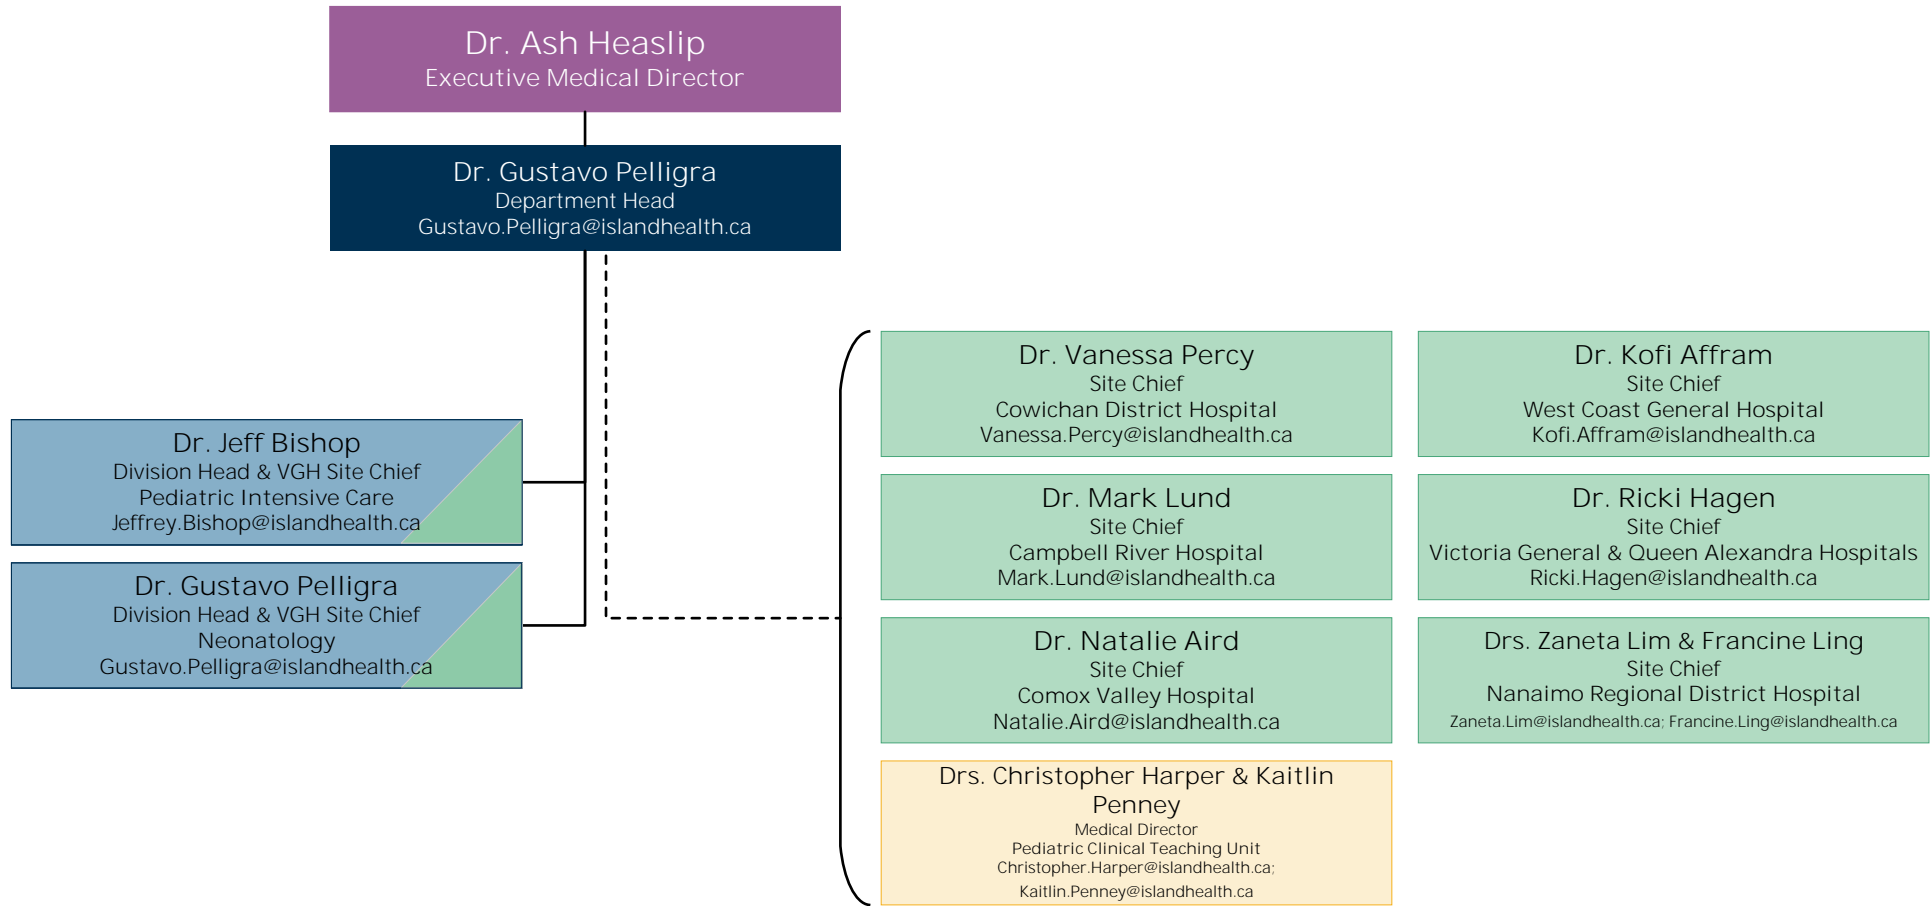 Dr. Ash Heaslip
Executive Medical Director
Dr. Gustavo Pelligra
Department Head
Gustavo.Pelligra@islandhealth.ca
Dr. Jeff Bishop
Division Head & VGH Site Chief
Pediatric Intensive Care
Jeffrey.Bishop@islandhealth.ca
Dr. Gustavo Pelligra
Division Head & VGH Site Chief
Neonatology
Gustavo.Pelligra@islandhealth.ca
Dr. Vanessa Percy
Site Chief
Cowichan District Hospital
Vanessa.Percy@islandhealth.ca
Dr. Kofi Affram
Site Chief
West Coast General Hospital
Kofi.Affram@islandhealth.ca
Dr. Mark Lund
Site Chief
Campbell River Hospital
Mark.Lund@islandhealth.ca
Dr. Ricki Hagen
Site Chief
Victoria General & Queen Alexandra Hospitals
Ricki.Hagen@islandhealth.ca
Dr. Natalie Aird
Site Chief
Comox Valley Hospital
Natalie.Aird@islandhealth.ca
Drs. Zaneta Lim & Francine Ling
Site Chief
Nanaimo Regional District Hospital
Zaneta.Lim@islandhealth.ca; Francine.Ling@islandhealth.ca
Drs. Christopher Harper & Kaitlin
Penney
Medical Director
Pediatric Clinical Teaching Unit
Christopher.Harper@islandhealth.ca;
Kaitlin.Penney@islandhealth.ca